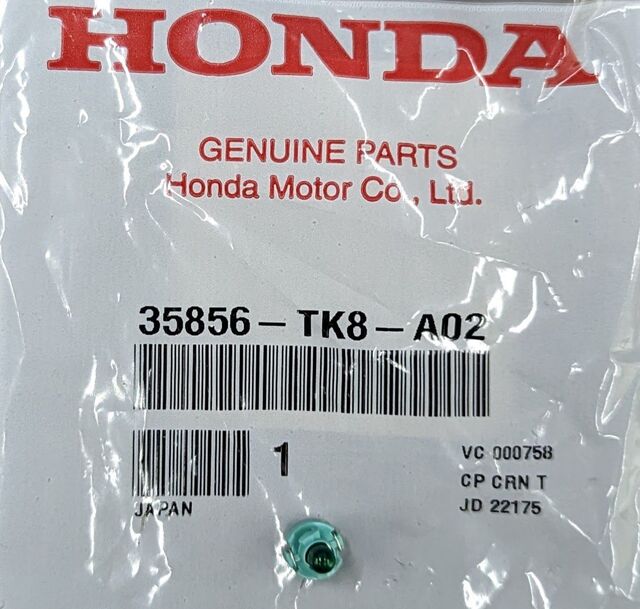 HONDA
GENUINE PARTS
Honda Motor Co., Ltd.
35856-TK8-A02
1
VC 000758
CP CRN T
JD 22175
JAPAN